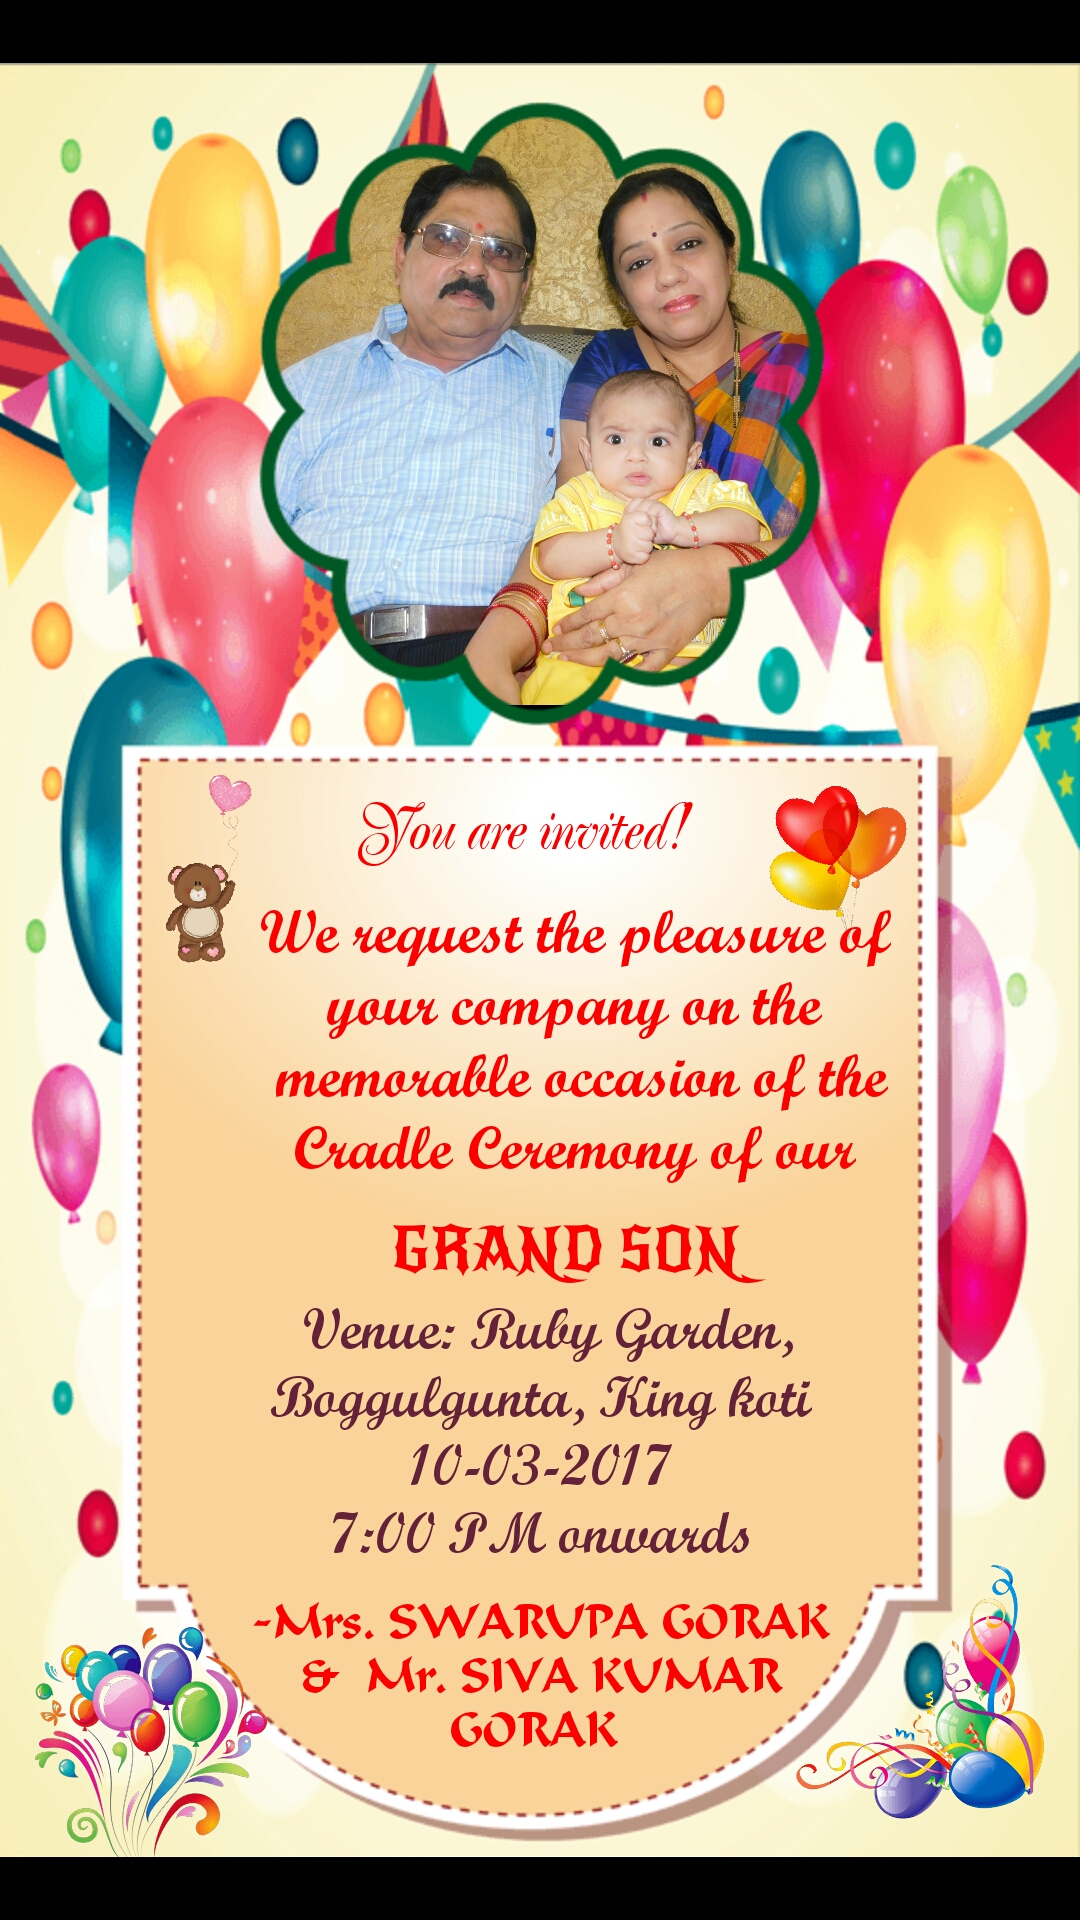 You are invited!
We request the pleasure of
your company on the
memorable occasion of the
Cradle Ceremony of our
GRAND SON
Venue: Ruby Garden,
Boggulgunta, King koti
10-03-2017
7:00 PM onwards
-Mrs. SWARUPA GORAK
& Mr. SIVA KUMAR
GORAK